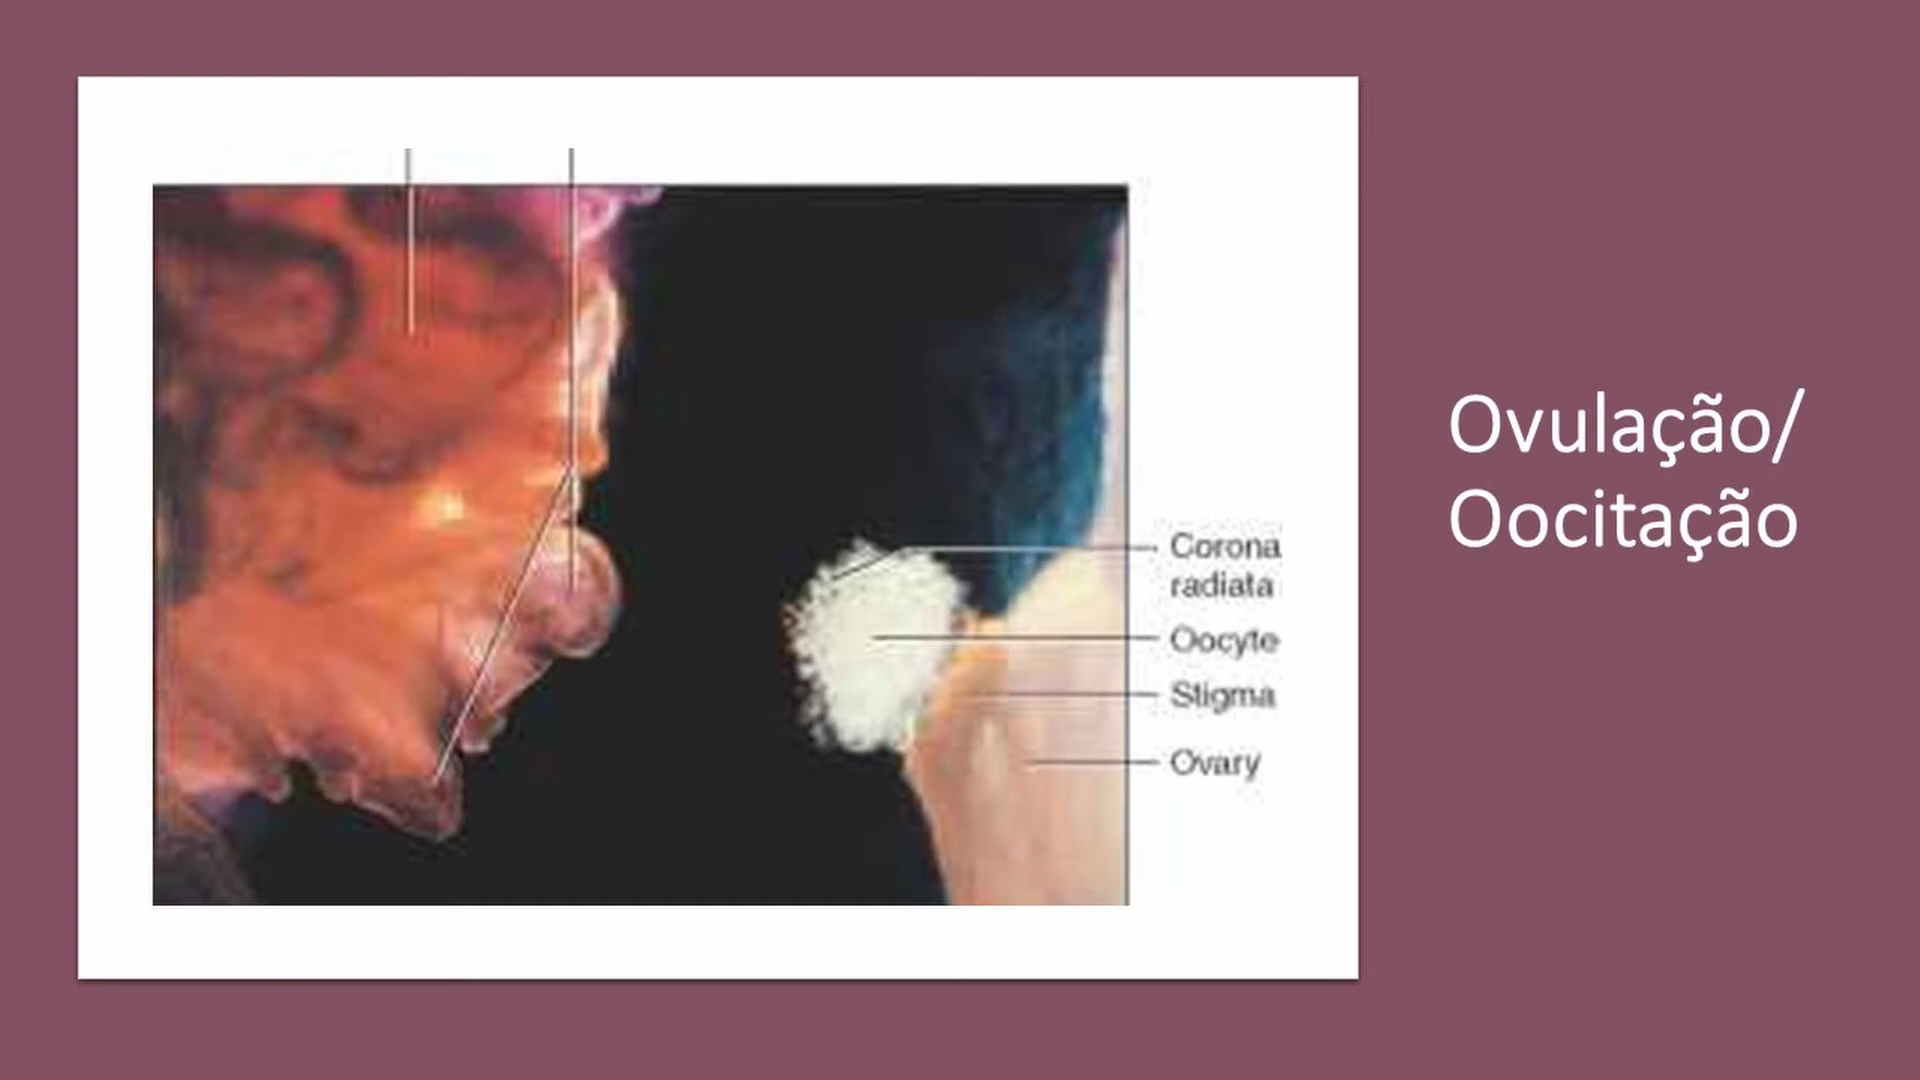 Corona
radiata
Oocyte
Stigma
Ovary
Ovulação/
Oocitação